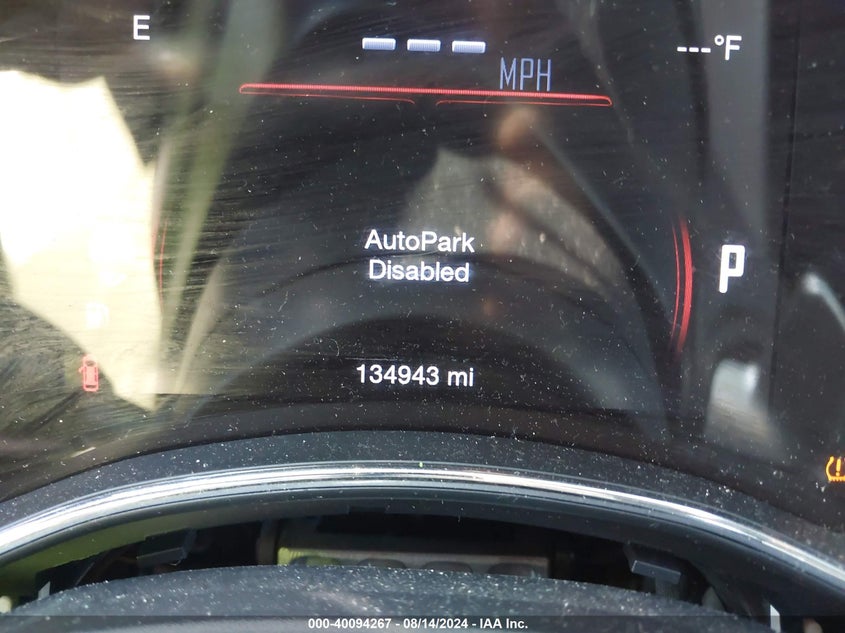 E
---°F
MPH
AutoPark
Disabled
P
134943 mi
000-40094267 - 08/14/2024 - IAA Inc.